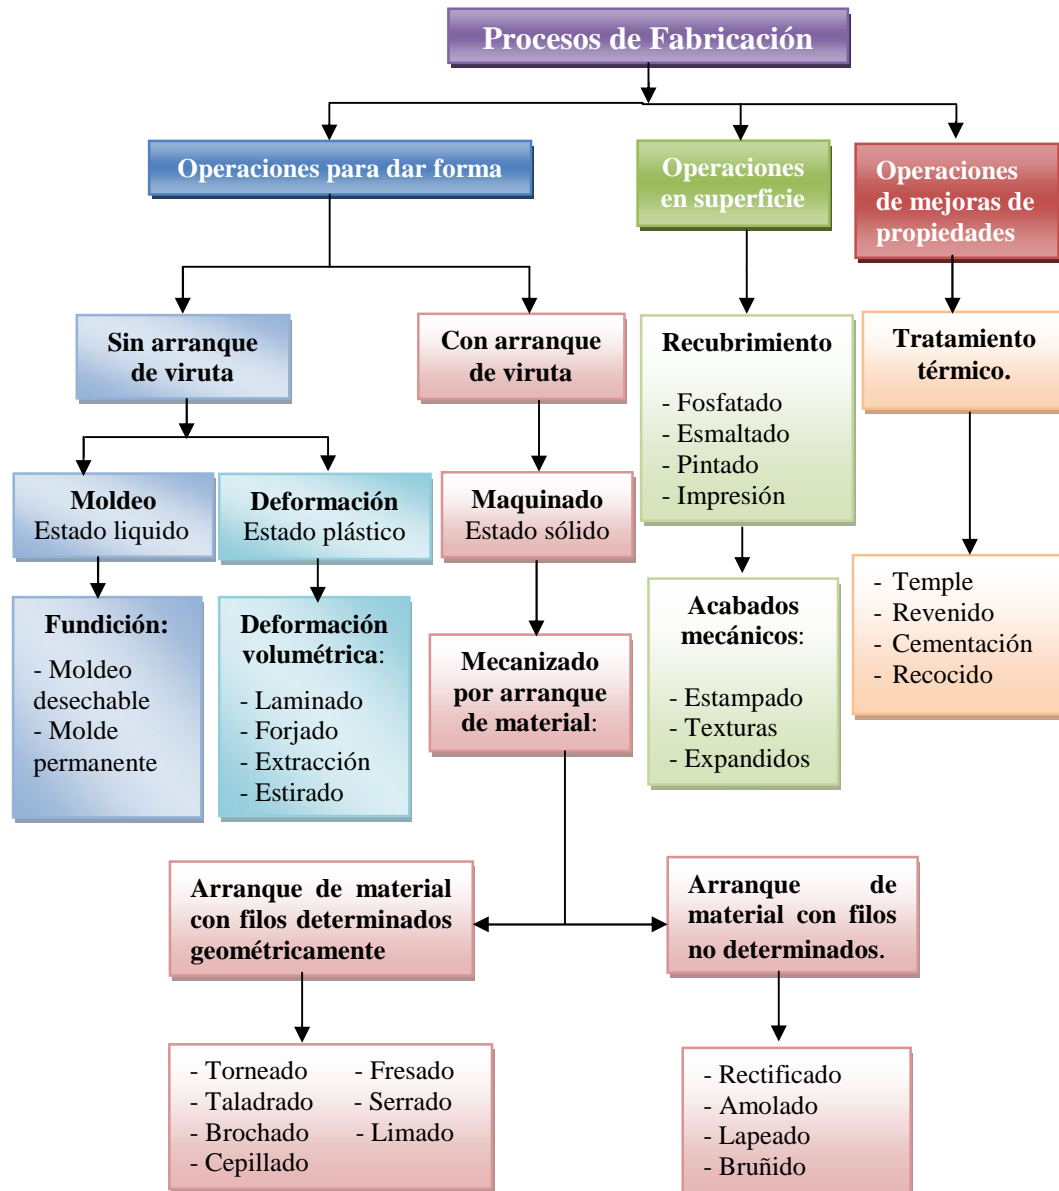 Procesos de Fabricación
Operaciones para dar forma
Operaciones
en superficie
Operaciones
de mejoras de
propiedades
Sin arranque
de viruta
Con arranque
de viruta
Recubrimiento
- Fosfatado
- Esmaltado
- Pintado
- Impresión
Tratamiento
térmico.
Moldeo
Estado liquido
Deformación
Estado plástico
Maquinado
Estado sólido
Fundición:
- Moldeo
desechable
- Molde
permanente
Deformación
volumétrica:
- Laminado
- Forjado
- Extracción
- Estirado
Mecanizado
por arranque
de material:
Acabados
mecánicos:
- Estampado
- Texturas
- Expandidos
- Temple
- Revenido
- Cementación
- Recocido
Arranque de material
con filos determinados
geométricamente
Arranque de
material con filos
no determinados.
- Torneado - Fresado
- Taladrado - Serrado
- Brochado - Limado
- Cepillado
- Rectificado
- Amolado
- Lapeado
- Bruñido